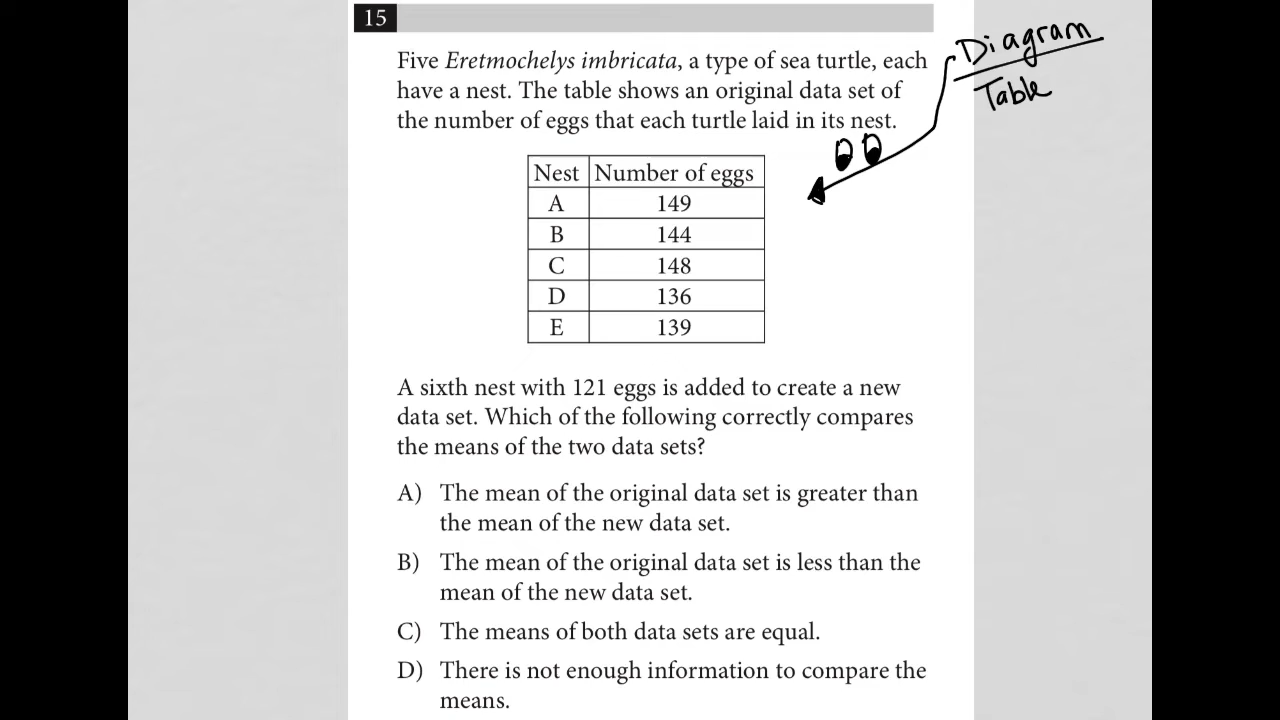 15
Diagram
Table
Five Eretmochelys imbricata, a type of sea turtle, each
have a nest. The table shows an original data set of
the number of eggs that each turtle laid in its nest.
Nest Number of eggs
A 149
B 144
C 148
D 136
E 139
A sixth nest with 121 eggs is added to create a new
data set. Which of the following correctly compares
the means of the two data sets?
A) The mean of the original data set is greater than
the mean of the new data set.
B) The mean of the original data set is less than the
mean of the new data set.
C) The means of both data sets are equal.
D) There is not enough information to compare the
means.